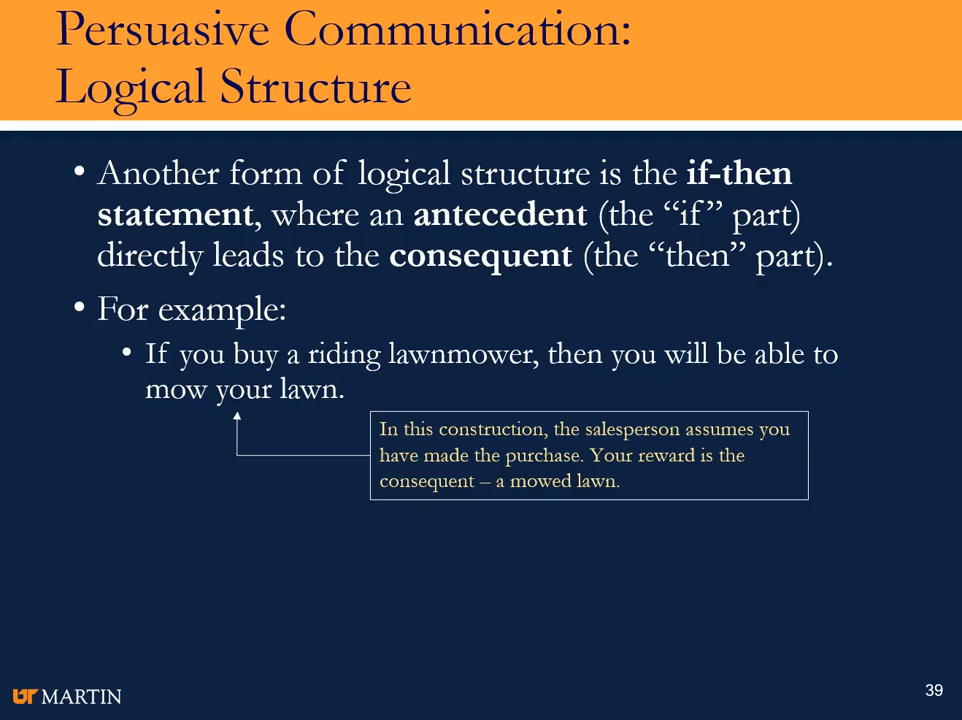 Persuasive Communication:
Logical Structure
• Another form of logical structure is the if-then
statement, where an antecedent (the “if” part)
directly leads to the consequent (the “then” part).
• For example:
• If you buy a riding lawnmower, then you will be able to
mow your lawn.
In this construction, the salesperson assumes you
have made the purchase. Your reward is the
consequent – a mowed lawn.
UT MARTIN
39